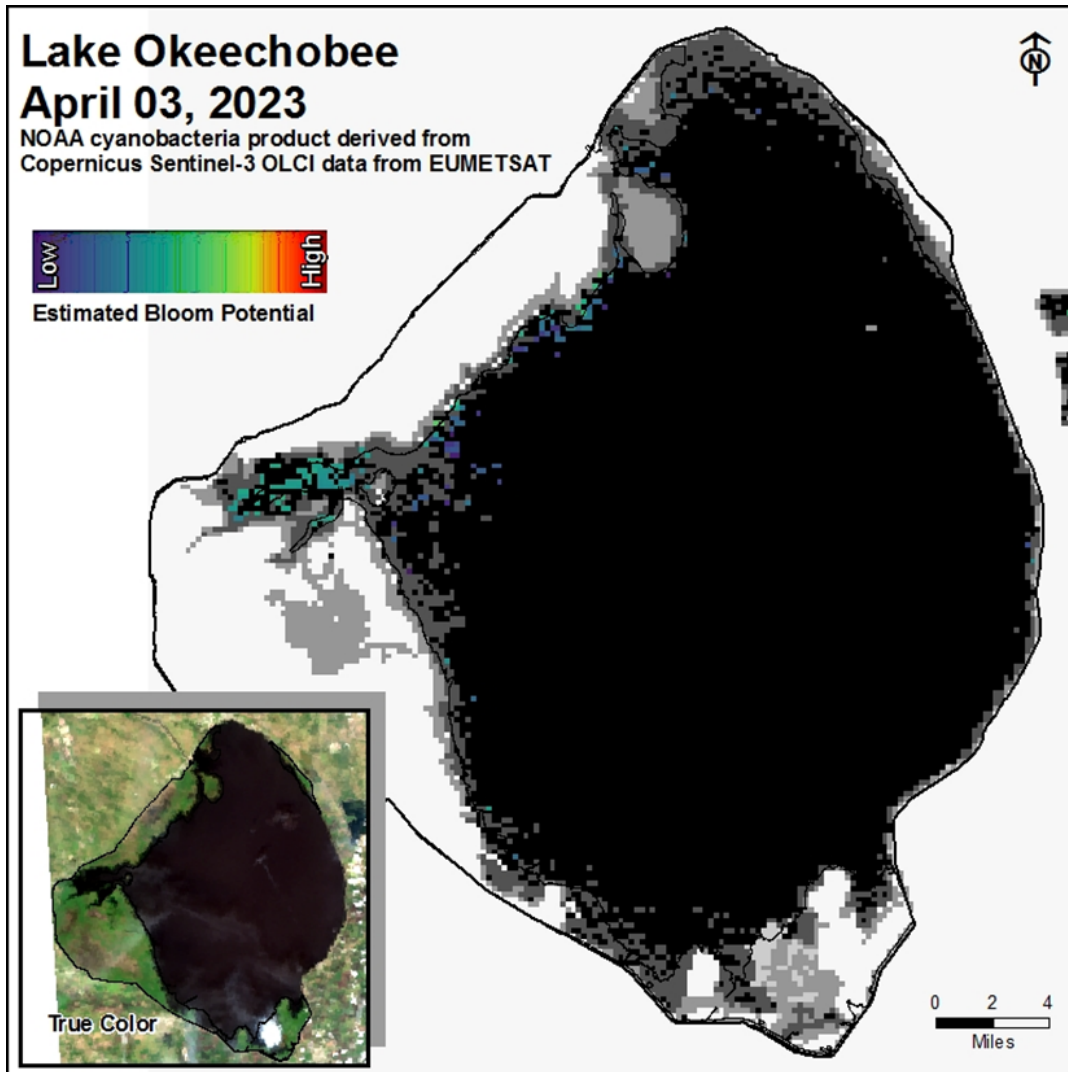 Lake Okeechobee
April 03, 2023
NOAA cyanobacteria product derived from
Copernicus Sentinel-3 OLCI data from EUMETSAT
N
Low
High
Estimated Bloom Potential
True Color
0 2 4
Miles